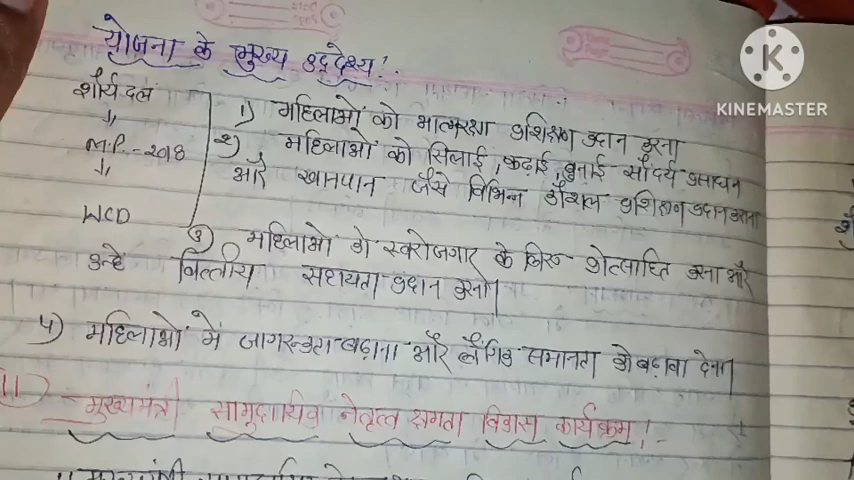 योजना के मुख्य उद्देश्य!
शौर्य दल
M.P. - 2018
WCD
1) महिलाओं को आत्मरक्षा प्रशिक्षण प्रदान करना
2) महिलाओं को सिलाई, कढ़ाई, बुनाई सौंदर्य प्रसाधन
और खानपान जैसे विभिन्न कौशल प्रशिक्षण प्रदान करना
3) महिलाओं को स्वरोजगार के लिए प्रोत्साहित करना और
उन्हे वित्तीय सहायता प्रदान करना।
4) महिलाओं में जागरूकता बढ़ाना और लैंगिक समानता को बढ़ावा देना।
11) मुख्यमंत्री सामुदायिक नेतृत्व क्षमता विकास कार्यक्रम!
KINEMASTER